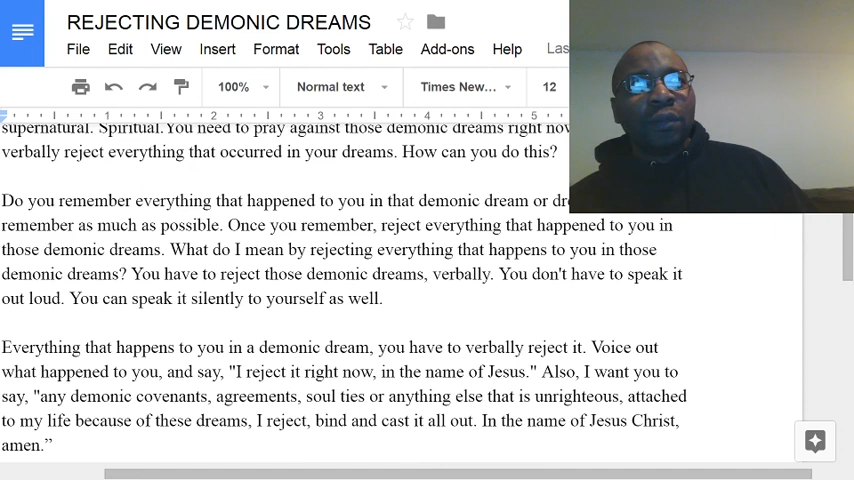 REJECTING DEMONIC DREAMS
File Edit View Insert Format Tools Table Add-ons Help Las
100% Normal text Times New... 12
1 2 3 4 5
supernatural. Spiritual.You need to pray against those demonic dreams right now
verbally reject everything that occurred in your dreams. How can you do this?
Do you remember everything that happened to you in that demonic dream or
remember as much as possible. Once you remember, reject everything that happened to you in
those demonic dreams. What do I mean by rejecting everything that happens to you in those
demonic dreams? You have to reject those demonic dreams, verbally. You don't have to speak it
out loud. You can speak it silently to yourself as well.
Everything that happens to you in a demonic dream, you have to verbally reject it. Voice out
what happened to you, and say, "I reject it right now, in the name of Jesus." Also, I want you to
say, "any demonic covenants, agreements, soul ties or anything else that is unrighteous, attached
to my life because of these dreams, I reject, bind and cast it all out. In the name of Jesus Christ,
amen.”